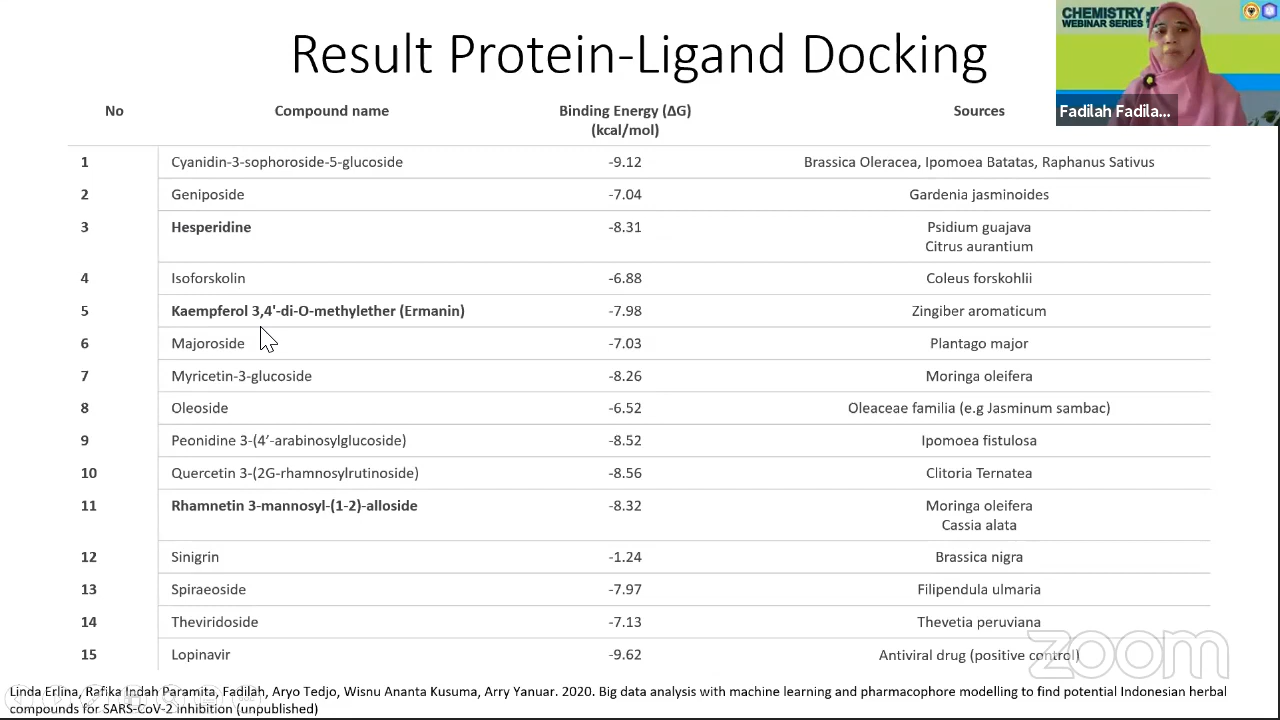 Result Protein-Ligand Docking
CHEMISTRY
WEBINAR SERIES
Fadilah Fadila...
No Compound name Binding Energy (ΔG) (kcal/mol) Sources
1 Cyanidin-3-sophoroside-5-glucoside -9.12 Brassica Oleracea, Ipomoea Batatas, Raphanus Sativus
2 Geniposide -7.04 Gardenia jasminoides
3 Hesperidine -8.31 Psidium guajava
Citrus aurantium
4 Isoforskolin -6.88 Coleus forskohlii
5 Kaempferol 3,4'-di-O-methylether (Ermanin) -7.98 Zingiber aromaticum
6 Majoroside -7.03 Plantago major
7 Myricetin-3-glucoside -8.26 Moringa oleifera
8 Oleoside -6.52 Oleaceae familia (e.g Jasminum sambac)
9 Peonidine 3-(4’-arabinosylglucoside) -8.52 Ipomoea fistulosa
10 Quercetin 3-(2G-rhamnosylrutinoside) -8.56 Clitoria Ternatea
11 Rhamnetin 3-mannosyl-(1-2)-alloside -8.32 Moringa oleifera
Cassia alata
12 Sinigrin -1.24 Brassica nigra
13 Spiraeoside -7.97 Filipendula ulmaria
14 Theviridoside -7.13 Thevetia peruviana
15 Lopinavir -9.62 Antiviral drug (positive control)
zoom
Linda Erlina, Rafika Indah Paramita, Fadilah, Aryo Tedjo, Wisnu Ananta Kusuma, Arry Yanuar. 2020. Big data analysis with machine learning and pharmacophore modelling to find potential Indonesian herbal
compounds for SARS-CoV-2 inhibition (unpublished)